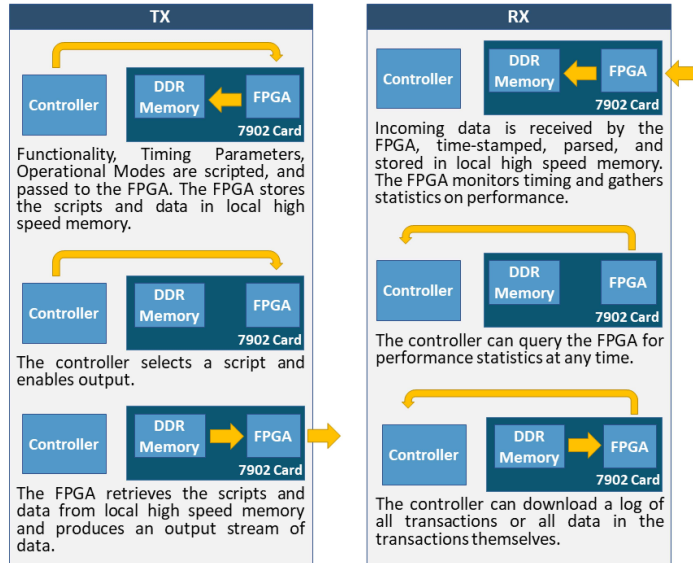 TX
Controller
DDR
Memory
FPGA
7902 Card
Functionality, Timing Parameters,
Operational Modes are scripted, and
passed to the FPGA. The FPGA stores
the scripts and data in local high
speed memory.
Controller
DDR
Memory
FPGA
7902 Card
The controller selects a script and
enables output.
Controller
DDR
Memory
FPGA
7902 Card
The FPGA retrieves the scripts and
data from local high speed memory
and produces an output stream of
data.
RX
Controller
DDR
Memory
FPGA
7902 Card
Incoming data is received by the
FPGA, time-stamped, parsed, and
stored in local high speed memory.
The FPGA monitors timing and gathers
statistics on performance.
Controller
DDR
Memory
FPGA
7902 Card
The controller can query the FPGA for
performance statistics at any time.
Controller
DDR
Memory
FPGA
7902 Card
The controller can download a log of
all transactions or all data in the
transactions themselves.